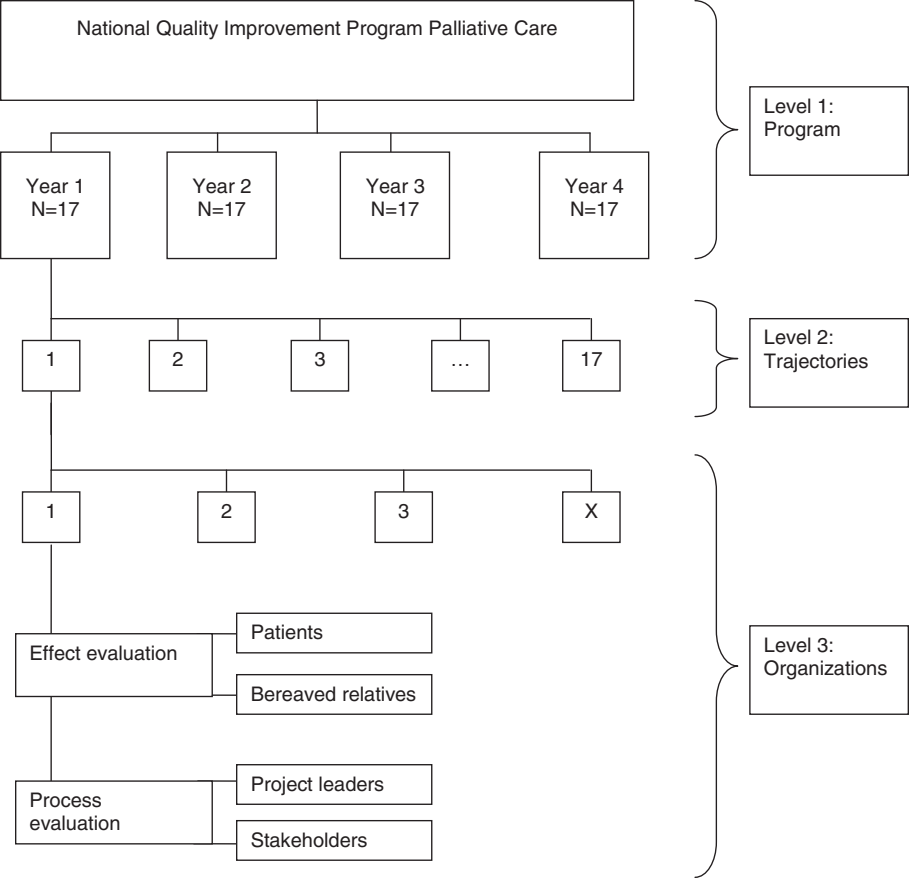 National Quality Improvement Program Palliative Care
Level 1:
Program
Year 1
N=17
Year 2
N=17
Year 3
N=17
Year 4
N=17
Level 2:
Trajectories
1
2
3
...
17
1
2
3
X
Level 3:
Organizations
Effect evaluation
Patients
Bereaved relatives
Process
evaluation
Project leaders
Stakeholders